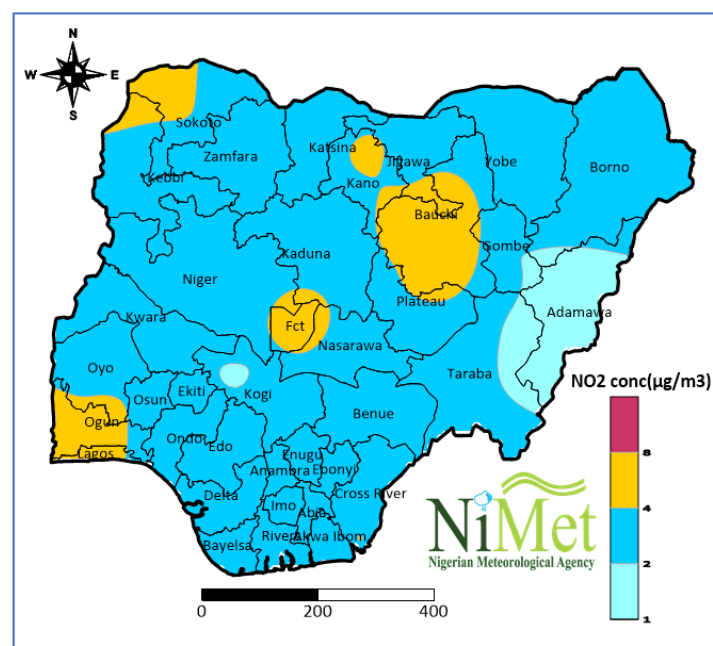 N
W E
S
Sokoto
Katsina
Zamfara
Jigawa
Yobe
Borno
Kebbi
Kano
Bauchi
Gombe
Kaduna
Niger
Plateau
Adamawa
Kwara
Fct
Nasarawa
Oyo
Taraba
Kogi
Ekiti
Osun
Benue
Ogun
Ondo
Edo
Lagos
Enugu
Anambra
Ebonyi
Delta
Cross River
Imo
Abia
Rivers
Akwa Ibom
Bayelsa
NO2 conc(µg/m3)
8
4
2
1
NiMet
Nigerian Meteorological Agency
0 200 400